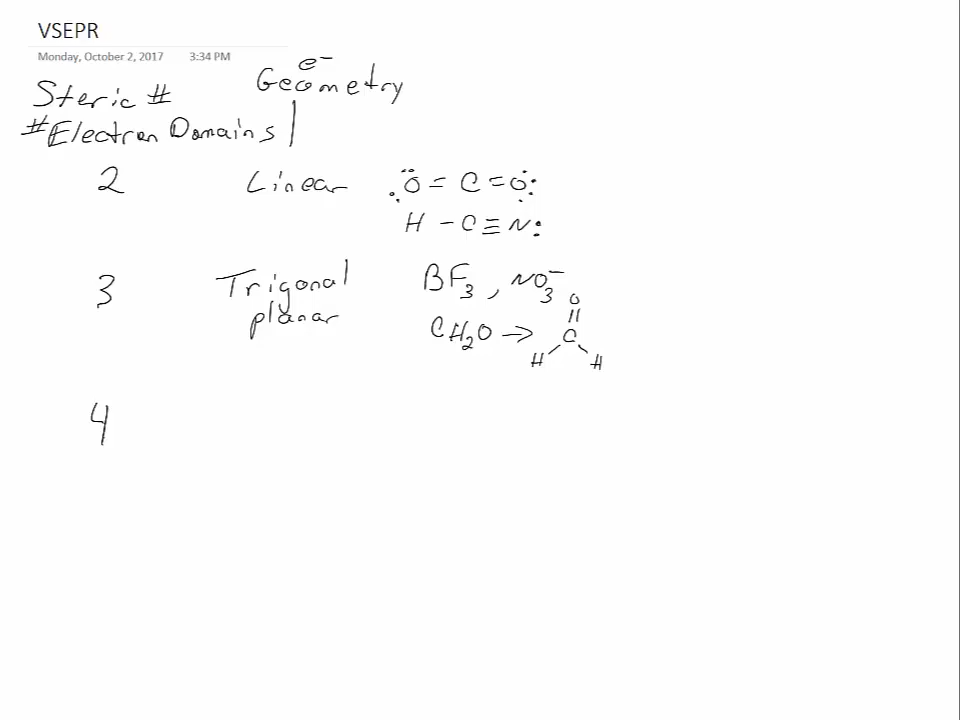 VSEPR
Monday, October 2, 2017 3:34 PM
Steric # e⁻ Geometry
#Electron Domains
2 Linear :Ö=C=Ö:
H-C≡N:
3 Trigonal planar BF₃, NO₃⁻
CH₂O → O
||
C
H H
4